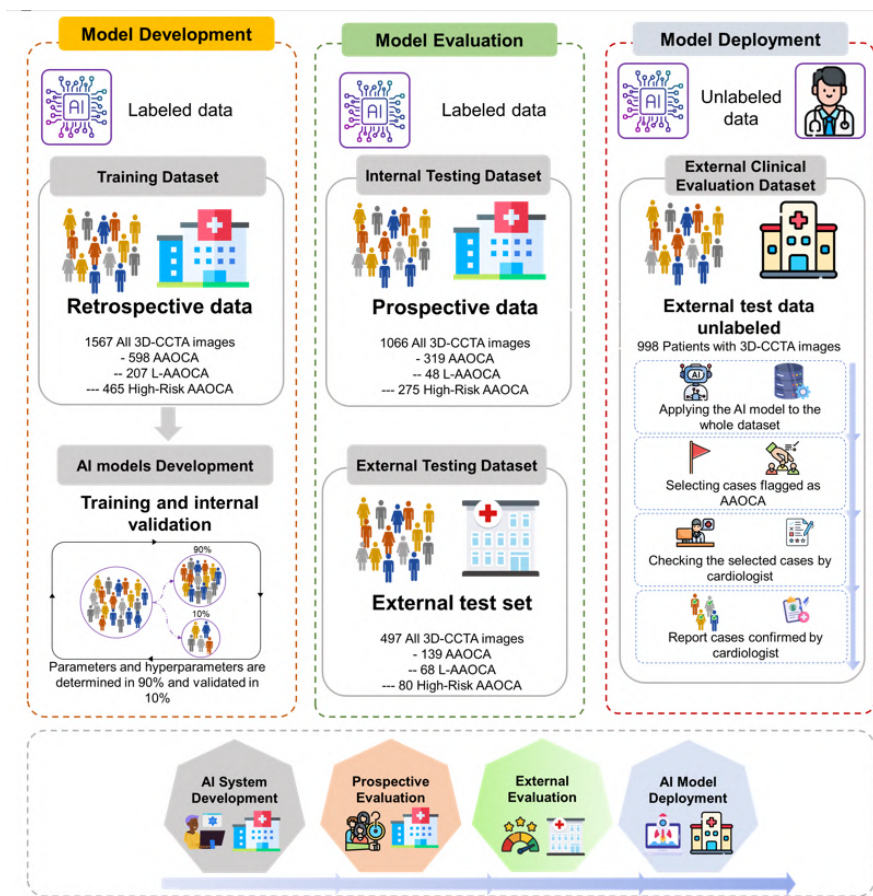 Model Development
AI
Labeled data
Training Dataset
Retrospective data
1567 All 3D-CCTA images
- 598 AAOCA
-- 207 L-AAOCA
--- 465 High-Risk AAOCA
AI models Development
Training and internal
validation
90%
10%
Parameters and hyperparameters are
determined in 90% and validated in
10%
Model Evaluation
AI
Labeled data
Internal Testing Dataset
Prospective data
1066 All 3D-CCTA images
- 319 AAOCA
-- 48 L-AAOCA
--- 275 High-Risk AAOCA
External Testing Dataset
External test set
497 All 3D-CCTA images
- 139 AAOCA
-- 68 L-AAOCA
--- 80 High-Risk AAOCA
Model Deployment
AI
Unlabeled
data
External Clinical
Evaluation Dataset
External test data
unlabeled
998 Patients with 3D-CCTA images
AI
Applying the AI model to the
whole dataset
Selecting cases flagged as
AAOCA
Checking the selected cases by
cardiologist
Report cases confirmed by
cardiologist
AI System
Development
Prospective
Evaluation
External
Evaluation
AI Model
Deployment